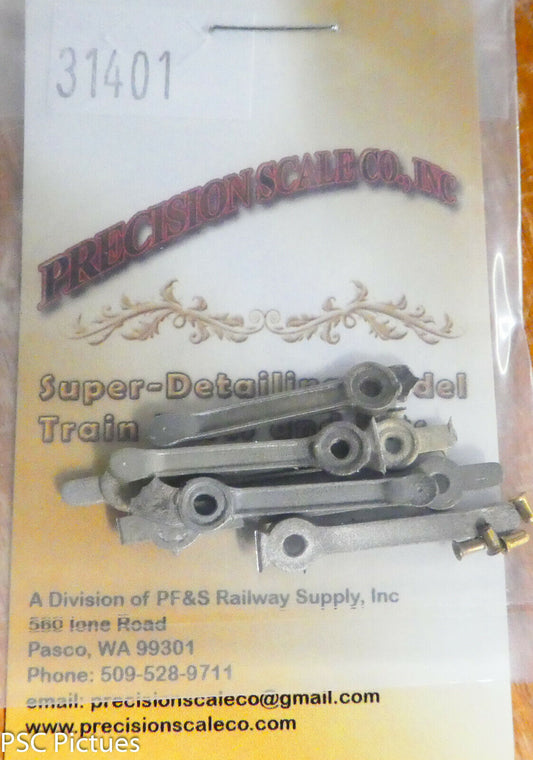 31401
PRECISION SCALE CO., INC
Super-Detailing Model
Train
A Division of PF&S Railway Supply, Inc
560 Ione Road
Pasco, WA 99301
Phone: 509-528-9711
email: precisionscaleco@gmail.com
www.precisionscaleco.com
PSC Pictues